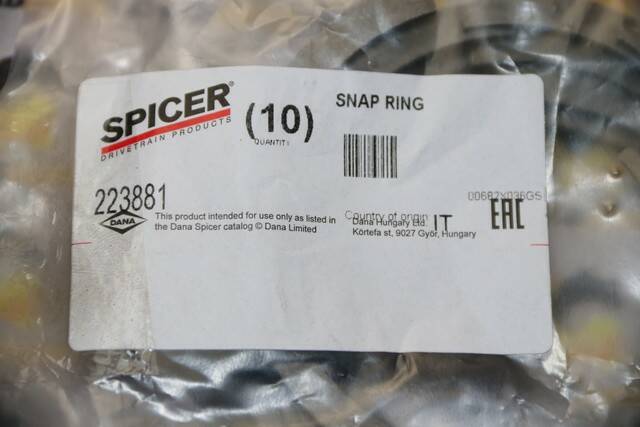 SPICER®
DRIVETRAIN PRODUCTS
(10)
QUANTITY
SNAP RING
223881
DANA
This product intended for use only as listed in
the Dana Spicer catalog © Dana Limited
Country of origin IT
Dana Hungary Ltd.
Körtefa st, 9027 Győr, Hungary
00682X036GS
EAC